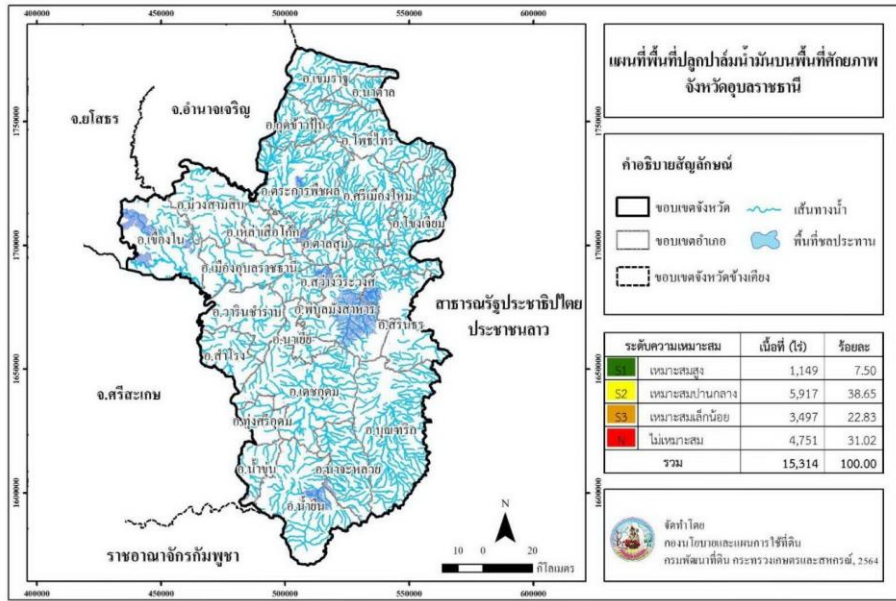 400000 450000 500000 550000 600000
แผนที่พื้นที่ปลูกปาล์มน้ำมันบนพื้นที่ศักยภาพ
จังหวัดอุบลราชธานี
คำอธิบายสัญลักษณ์
ขอบเขตจังหวัด
เส้นทางน้ำ
ขอบเขตอำเภอ
พื้นที่ชลประทาน
ขอบเขตจังหวัดข้างเคียง
ระดับความเหมาะสม เนื้อที่ (ไร่) ร้อยละ
S1 เหมาะสมสูง 1,149 7.50
S2 เหมาะสมปานกลาง 5,917 38.65
S3 เหมาะสมเล็กน้อย 3,497 22.83
N ไม่เหมาะสม 4,751 31.02
รวม 15,314 100.00
จัดทำโดย
กองนโยบายและแผนการใช้ที่ดิน
กรมพัฒนาที่ดิน กระทรวงเกษตรและสหกรณ์, 2564
1750000
1700000
1650000
1600000
1750000
1700000
1650000
1600000
จ.ยโสธร
จ.อำนาจเจริญ
จ.ศรีสะเกษ
ราชอาณาจักรกัมพูชา
สาธารณรัฐประชาธิปไตย
ประชาชนลาว
อ.เขมราฐ
อ.นาตาล
อ.กุดข้าวปุ้น
อ.โพธิ์ไทร
อ.ตระการพืชผล
อ.ศรีเมืองใหม่
อ.ม่วงสามสิบ
อ.โขงเจียม
อ.เขื่องใน
อ.เหล่าเสือโก้ก
อ.ตาลสุม
อ.เมืองอุบลราชธานี
อ.สว่างวีระวงศ์
อ.วารินชำราบ
อ.พิบูลมังสาหาร
อ.สิรินธร
อ.นาเยีย
อ.สำโรง
อ.เดชอุดม
อ.ทุ่งศรีอุดม
อ.บุณฑริก
อ.น้ำขุ่น
อ.นาจะหลวย
อ.น้ำยืน
N
10 0 20
กิโลเมตร
400000 450000 500000 550000 600000